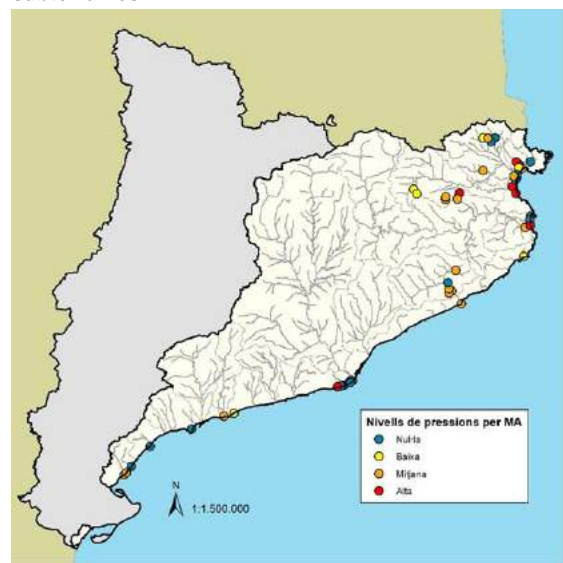 Nivells de pressions per MA
Nul·la
Baixa
Mitjana
Alta
N
1:1.500.000